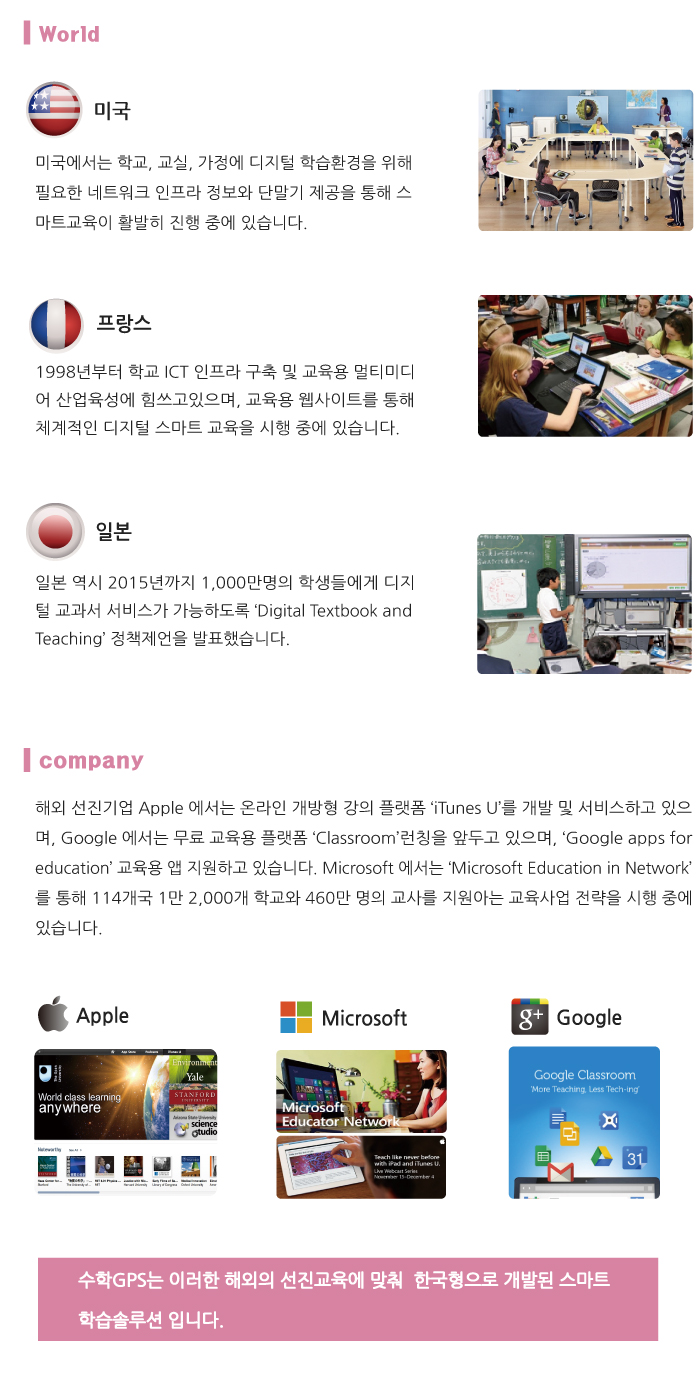 World
미국
미국에서는 학교, 교실, 가정에 디지털 학습환경을 위해
필요한 네트워크 인프라 정보와 단말기 제공을 통해 스
마트교육이 활발히 진행 중에 있습니다.
프랑스
1998년부터 학교 ICT 인프라 구축 및 교육용 멀티미디
어 산업육성에 힘쓰고있으며, 교육용 웹사이트를 통해
체계적인 디지털 스마트 교육을 시행 중에 있습니다.
일본
일본 역시 2015년까지 1,000만명의 학생들에게 디지
털 교과서 서비스가 가능하도록 ‘Digital Textbook and
Teaching’ 정책제언을 발표했습니다.
company
해외 선진기업 Apple 에서는 온라인 개방형 강의 플랫폼 ‘iTunes U’를 개발 및 서비스하고 있으
며, Google 에서는 무료 교육용 플랫폼 ‘Classroom’런칭을 앞두고 있으며, ‘Google apps for
education’ 교육용 앱 지원하고 있습니다. Microsoft 에서는 ‘Microsoft Education in Network’
를 통해 114개국 1만 2,000개 학교와 460만 명의 교사를 지원아는 교육사업 전략을 시행 중에
있습니다.
Apple
World class learning
anywhere
Environment
Yale
STANFORD
UNIVERSITY
Arizona State University
science
studio
Noteworthy
Microsoft
Microsoft
Educator Network
Teach like never before
with iPad and iTunes U.
Live Webcast Series
November 13-December 4
g+ Google
Google Classroom
'More Teaching, Less Tech-ing'
31
수학GPS는 이러한 해외의 선진교육에 맞춰 한국형으로 개발된 스마트
학습솔루션 입니다.